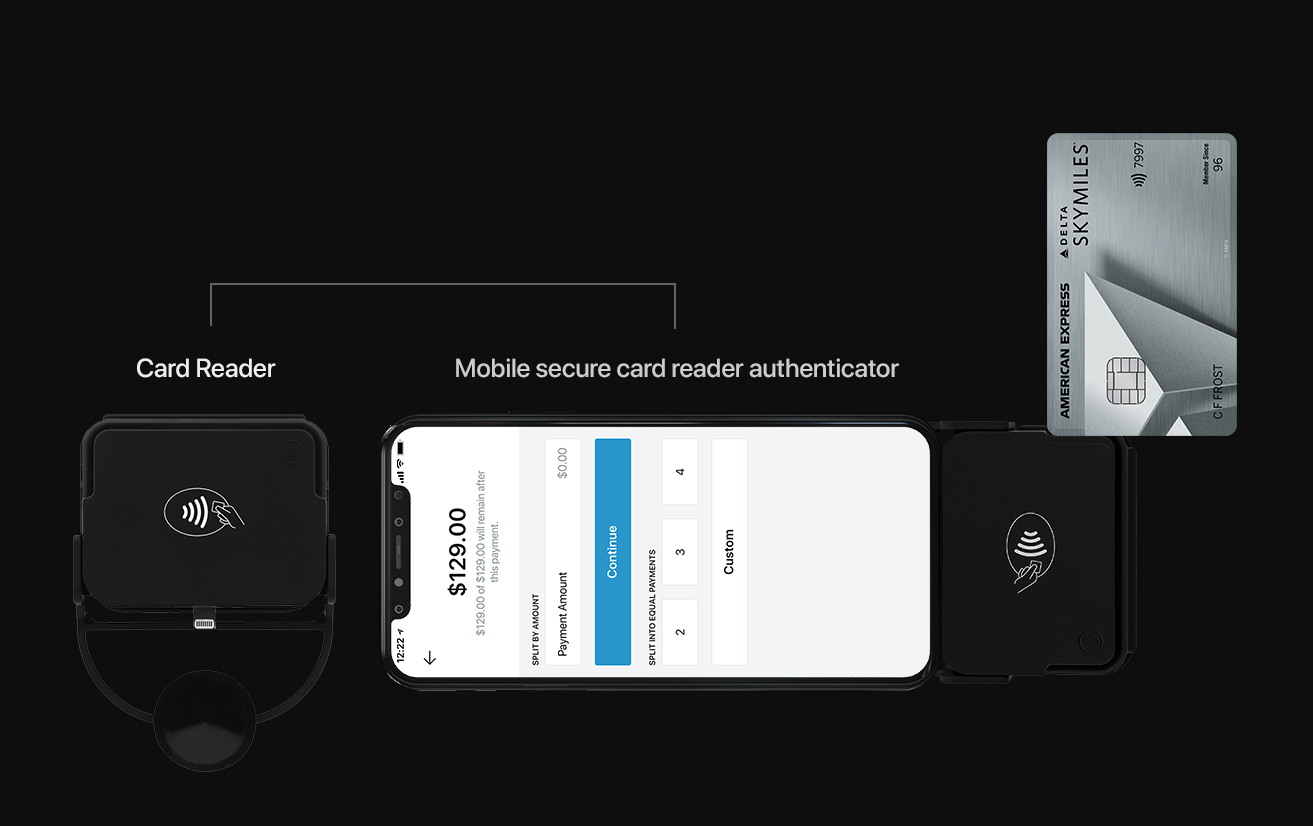 Card Reader
Mobile secure card reader authenticator
12:22
$129.00
$129.00 of $129.00 will remain after
this payment.
SPLIT BY AMOUNT
Payment Amount $0.00
Continue
SPLIT INTO EQUAL PAYMENTS
2 3 4
Custom
AMERICAN EXPRESS
DELTA
SKYMILES
7997
Member Since
96
C F FROST